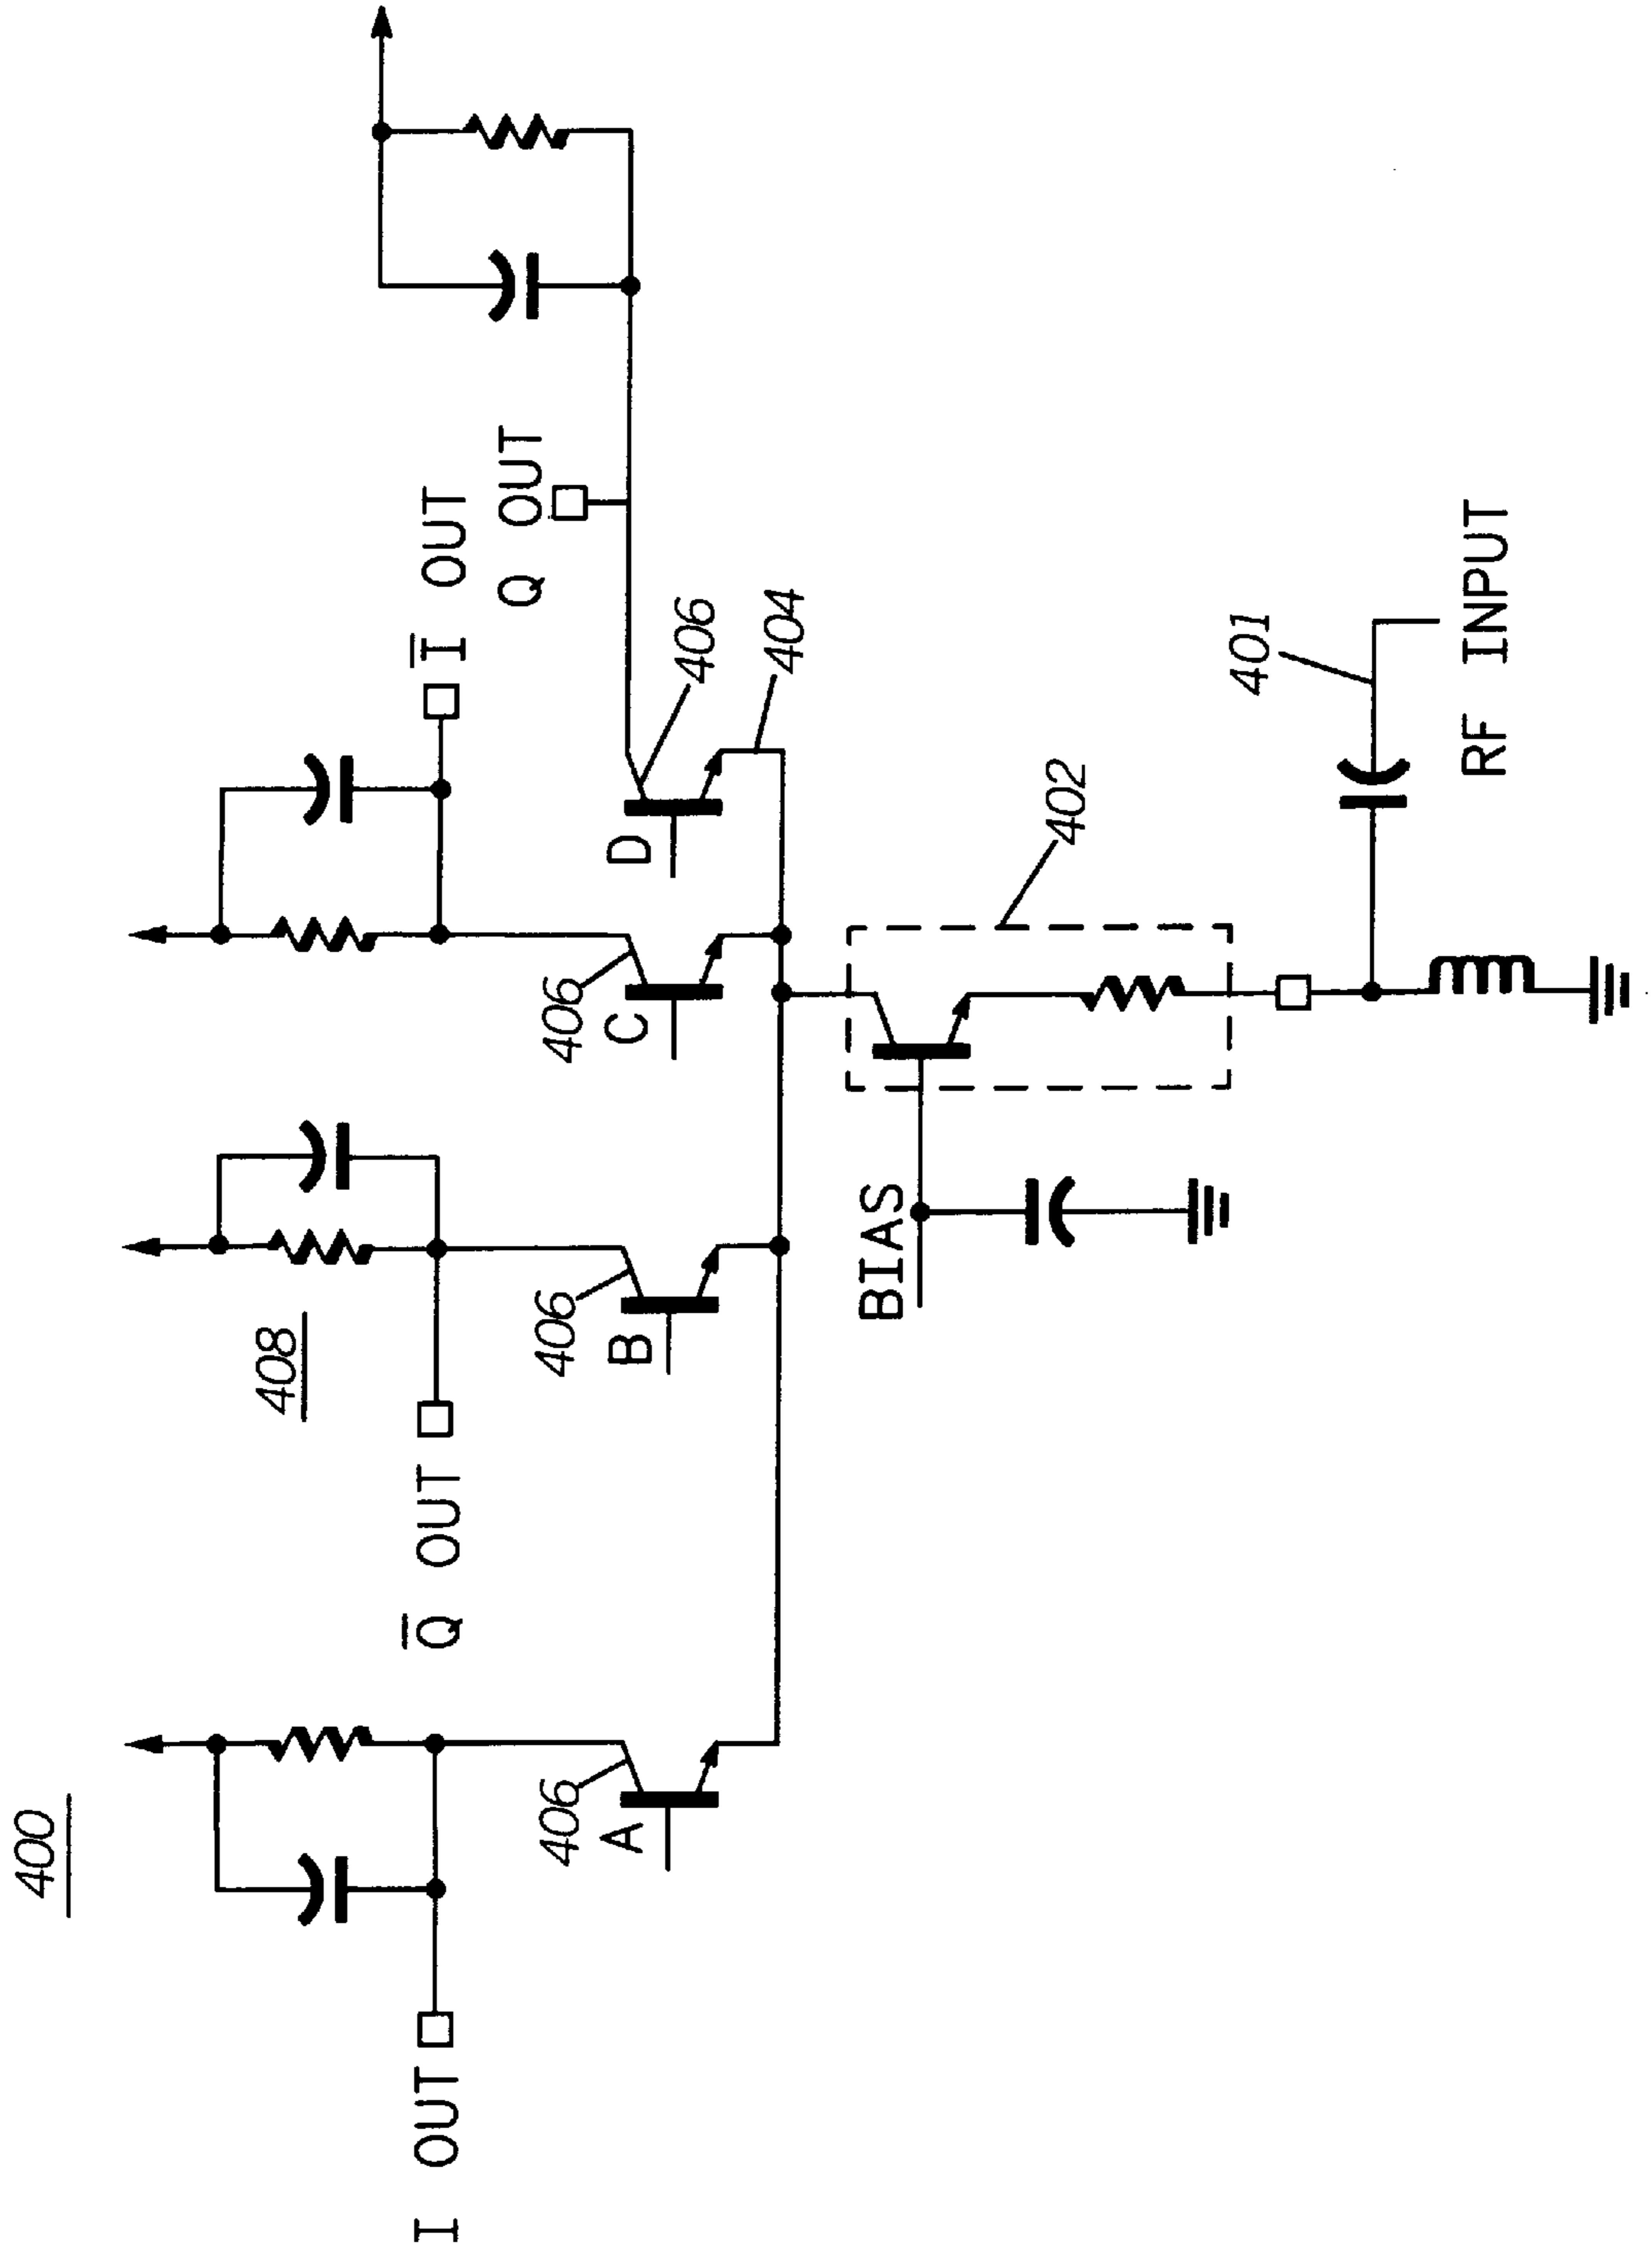 400
408
I OUT
Q̅ OUT
I̅ OUT
Q OUT
406
406
406
A
B
C
D
406
404
BIAS
402
401
RF INPUT